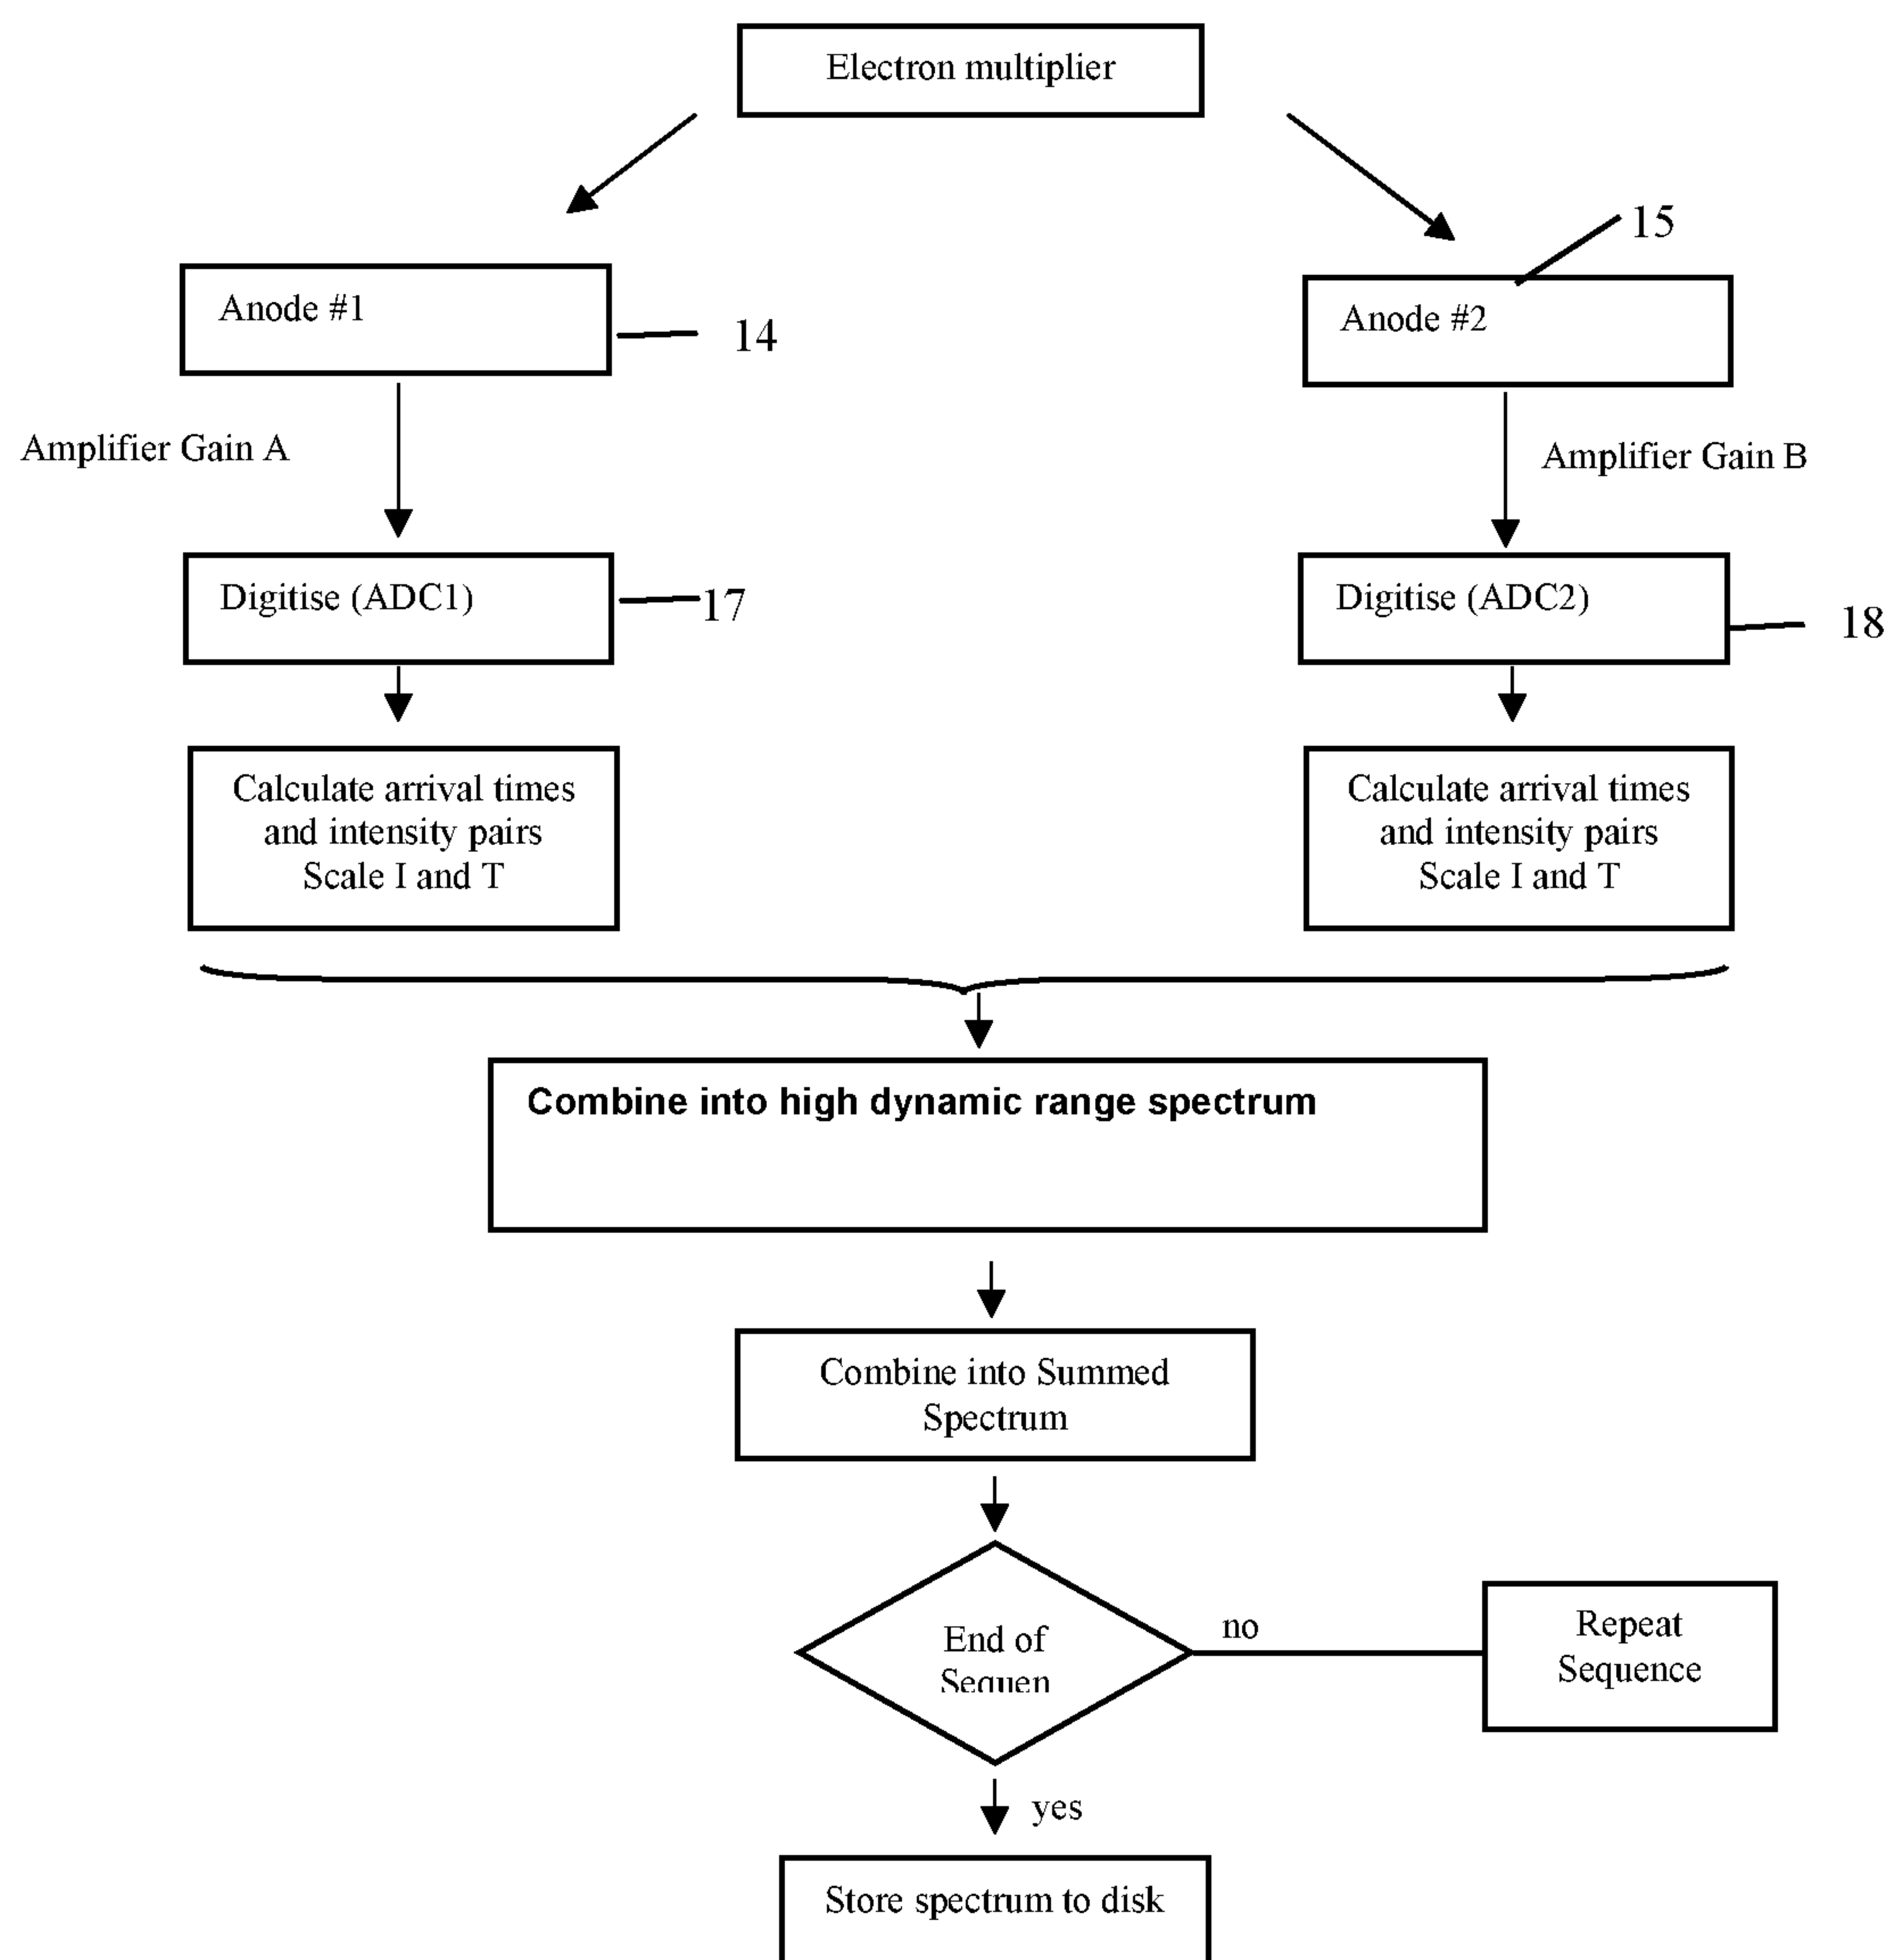 Electron multiplier
15
Anode #1
14
Anode #2
Amplifier Gain A
Amplifier Gain B
Digitise (ADC1)
17
Digitise (ADC2)
18
Calculate arrival times
and intensity pairs
Scale I and T
Calculate arrival times
and intensity pairs
Scale I and T
Combine into high dynamic range spectrum
Combine into Summed
Spectrum
End of
Sequen
no
Repeat
Sequence
yes
Store spectrum to disk